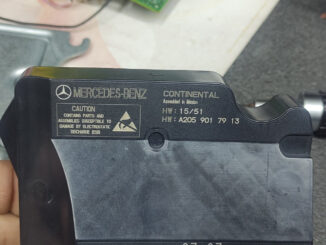 MERCEDES-BENZ
CONTINENTAL
Assembled in Mexico
HW: 15/51
HW: A205 901 79 13
CAUTION
CONTAINS PARTS AND
ASSEMBLIES SUSCEPTIBLE TO
DAMAGE BY ELECTROSTATIC
DISCHARGE ESD